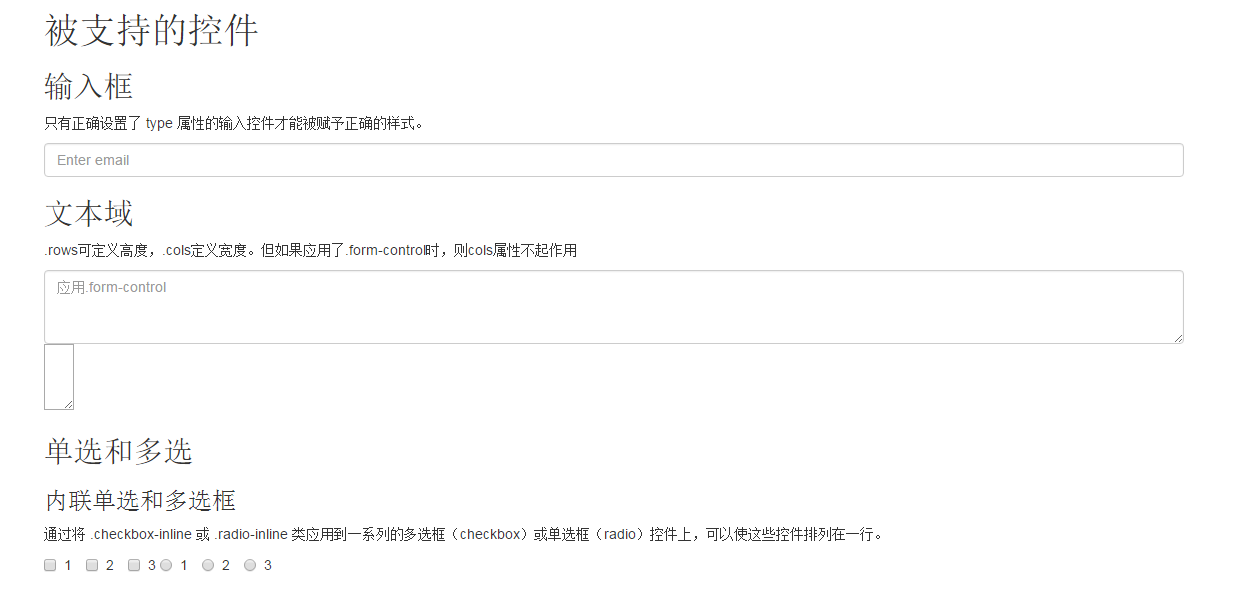 被支持的控件
输入框
只有正确设置了 type 属性的输入控件才能被赋予正确的样式。
Enter email
文本域
.rows可定义高度，.cols定义宽度。但如果应用了.form-control时，则cols属性不起作用
应用.form-control
单选和多选
内联单选和多选框
通过将 .checkbox-inline 或 .radio-inline 类应用到一系列的多选框（checkbox）或单选框（radio）控件上，可以使这些控件排列在一行。
1 2 3 1 2 3